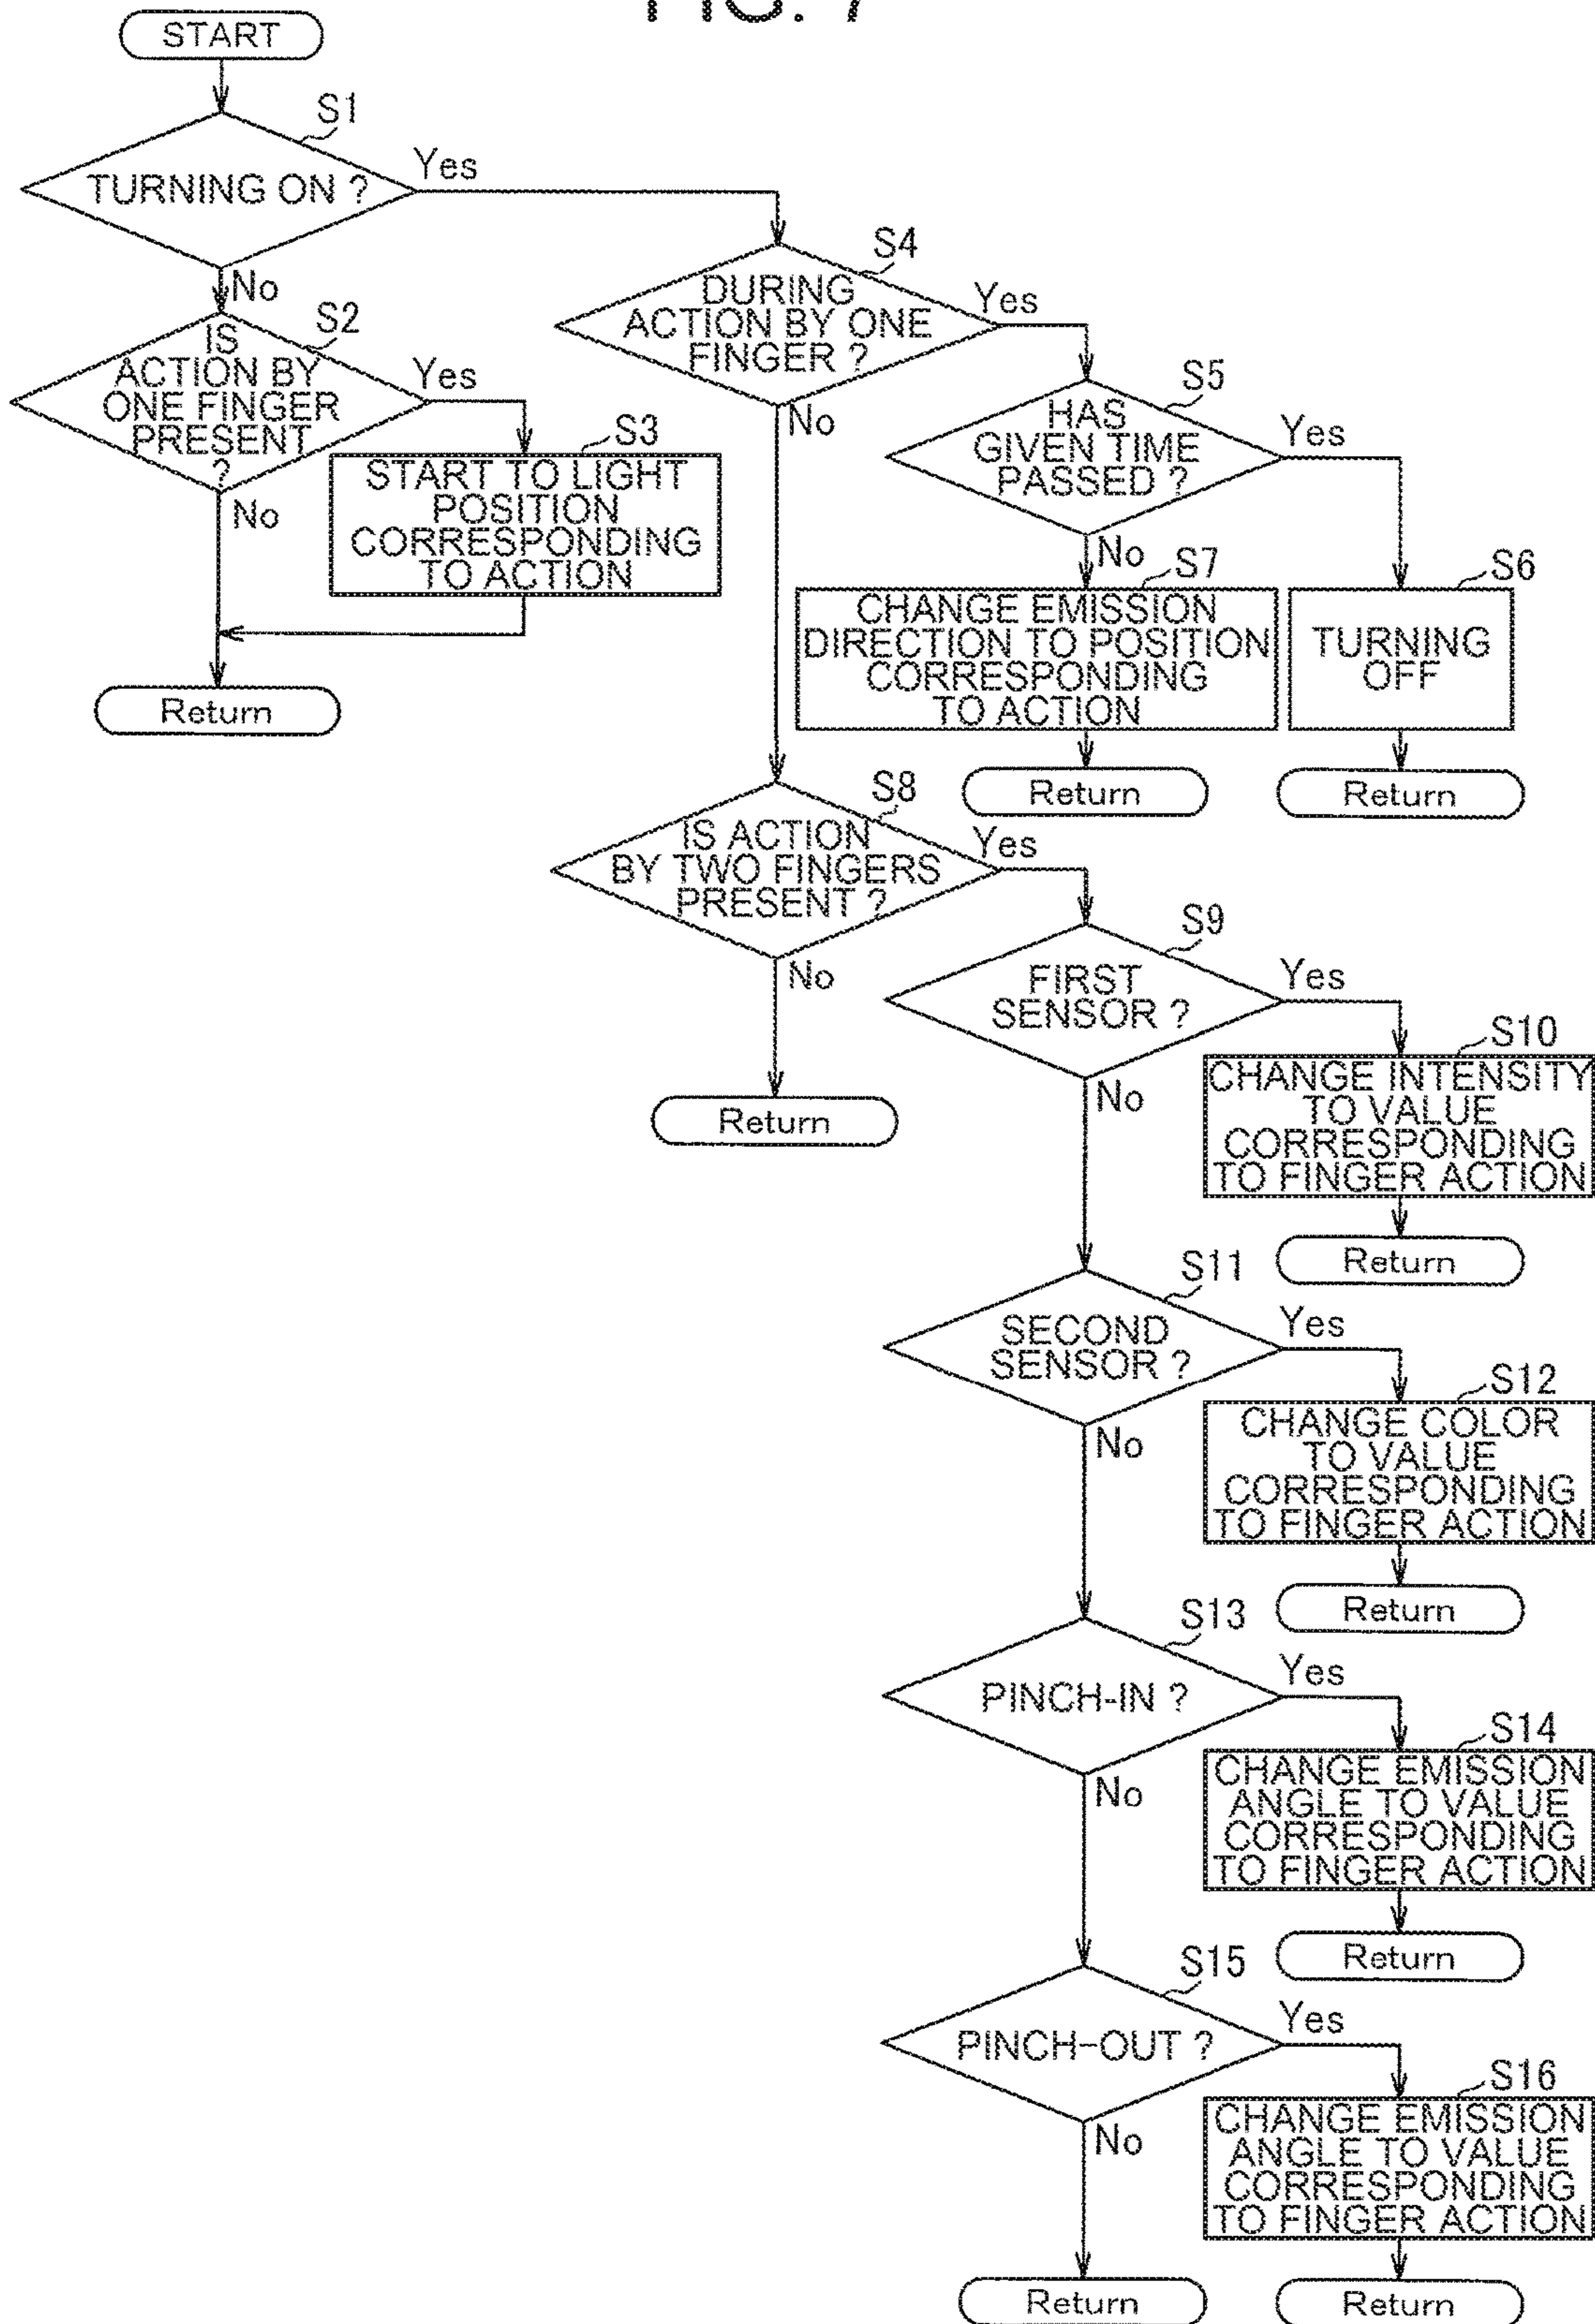 FIG. 7
START
S1
TURNING ON ?
Yes
No
S2
IS
ACTION BY
ONE FINGER
PRESENT
?
Yes
No
S3
START TO LIGHT
POSITION
CORRESPONDING
TO ACTION
Return
S4
DURING
ACTION BY ONE
FINGER ?
Yes
No
S5
HAS
GIVEN TIME
PASSED ?
Yes
No
S6
TURNING
OFF
Return
S7
CHANGE EMISSION
DIRECTION TO POSITION
CORRESPONDING
TO ACTION
Return
S8
IS ACTION
BY TWO FINGERS
PRESENT ?
Yes
No
Return
S9
FIRST
SENSOR ?
Yes
No
S10
CHANGE INTENSITY
TO VALUE
CORRESPONDING
TO FINGER ACTION
Return
S11
SECOND
SENSOR ?
Yes
No
S12
CHANGE COLOR
TO VALUE
CORRESPONDING
TO FINGER ACTION
Return
S13
PINCH-IN ?
Yes
No
S14
CHANGE EMISSION
ANGLE TO VALUE
CORRESPONDING
TO FINGER ACTION
Return
S15
PINCH-OUT ?
Yes
No
S16
CHANGE EMISSION
ANGLE TO VALUE
CORRESPONDING
TO FINGER ACTION
Return
Return